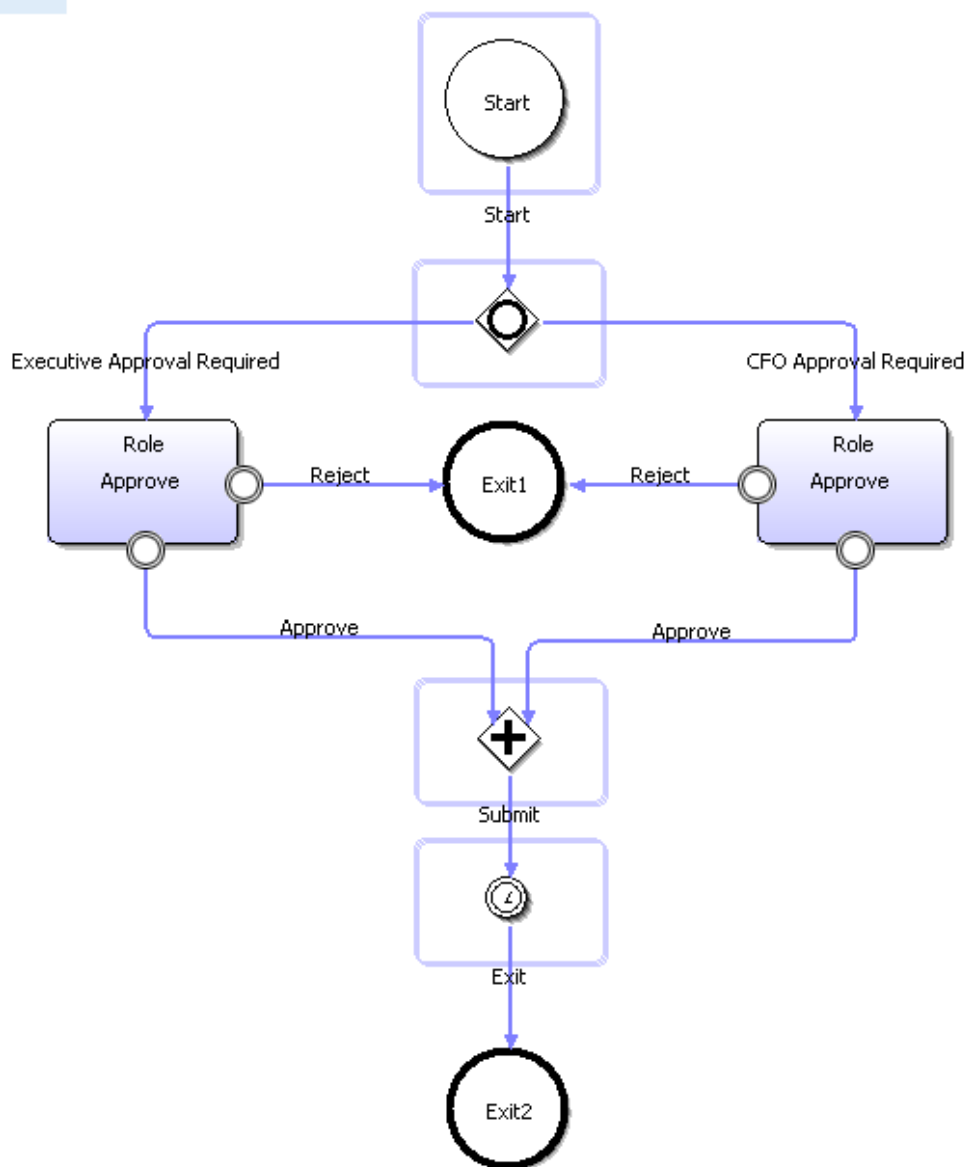 Start
Start
Executive Approval Required
CFO Approval Required
Role
Approve
Reject
Exit1
Reject
Role
Approve
Approve
Approve
Submit
Exit
Exit2